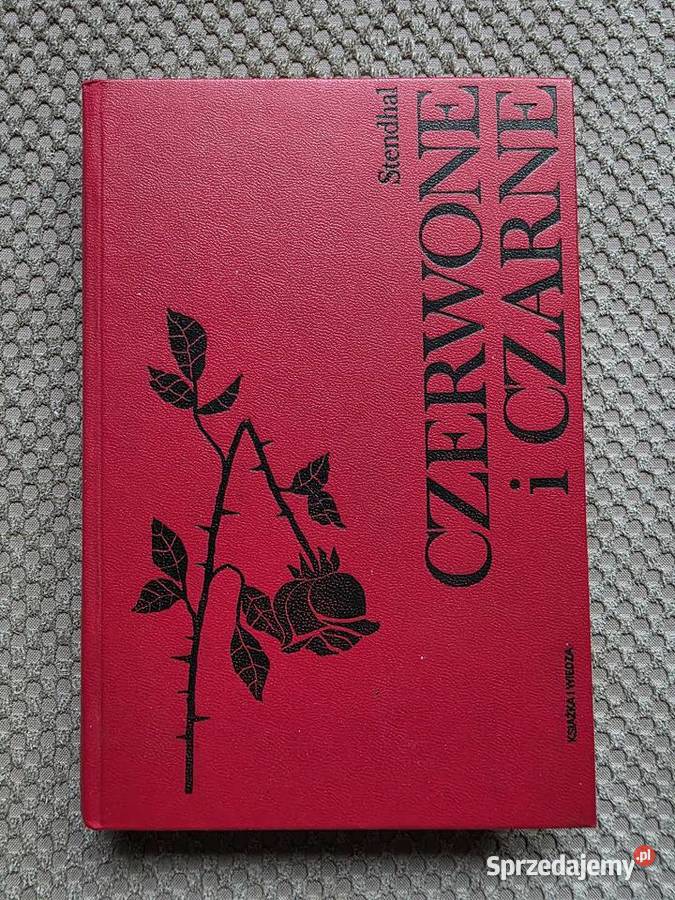 Stendhal
CZERWONE
i CZARNE
KSIĄŻKA I WIEDZA
Sprzedajemy.pl